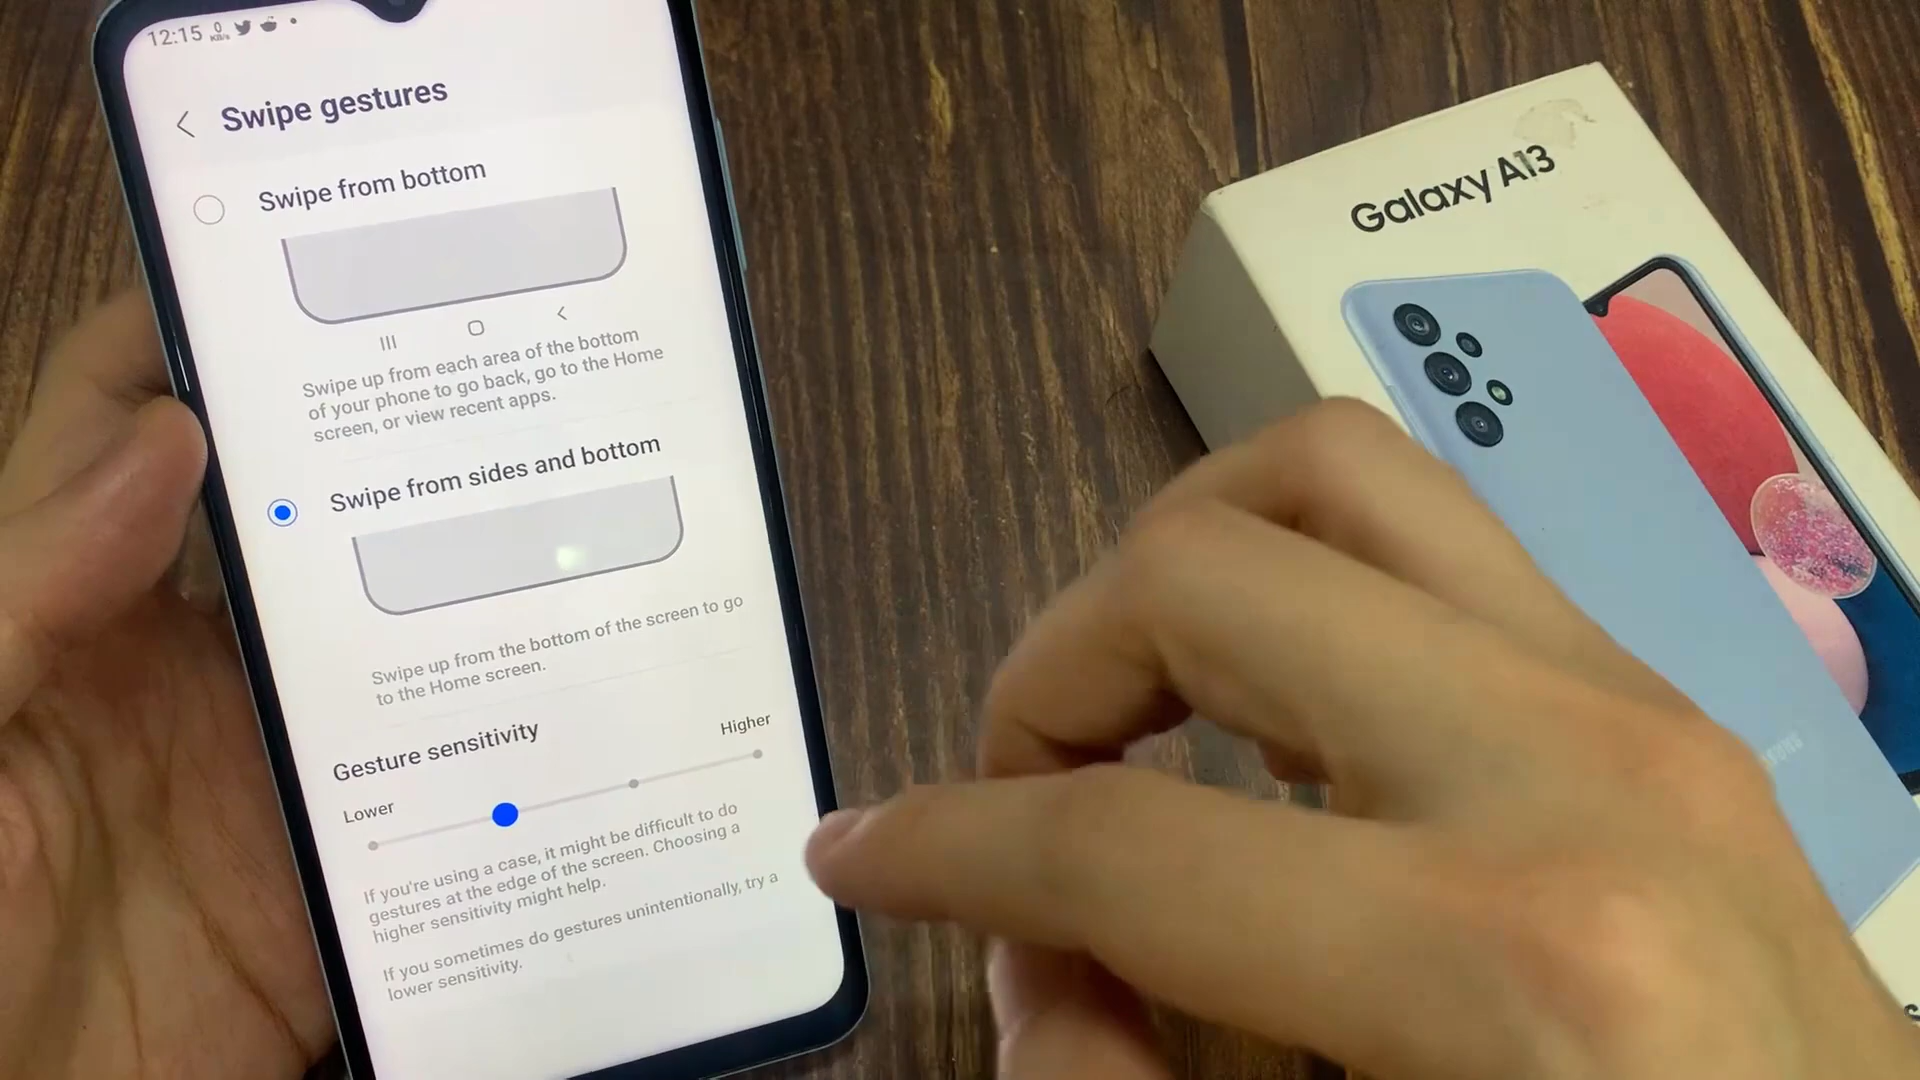 12:15 0 KB/s
Swipe gestures
Swipe from bottom
Swipe up from each area of the bottom
of your phone to go back, go to the Home
screen, or view recent apps.
Swipe from sides and bottom
Swipe up from the bottom of the screen to go
to the Home screen.
Gesture sensitivity
Lower
Higher
If you're using a case, it might be difficult to do
gestures at the edge of the screen. Choosing a
higher sensitivity might help.
If you sometimes do gestures unintentionally, try a
lower sensitivity.
Galaxy A13
SAMSUNG